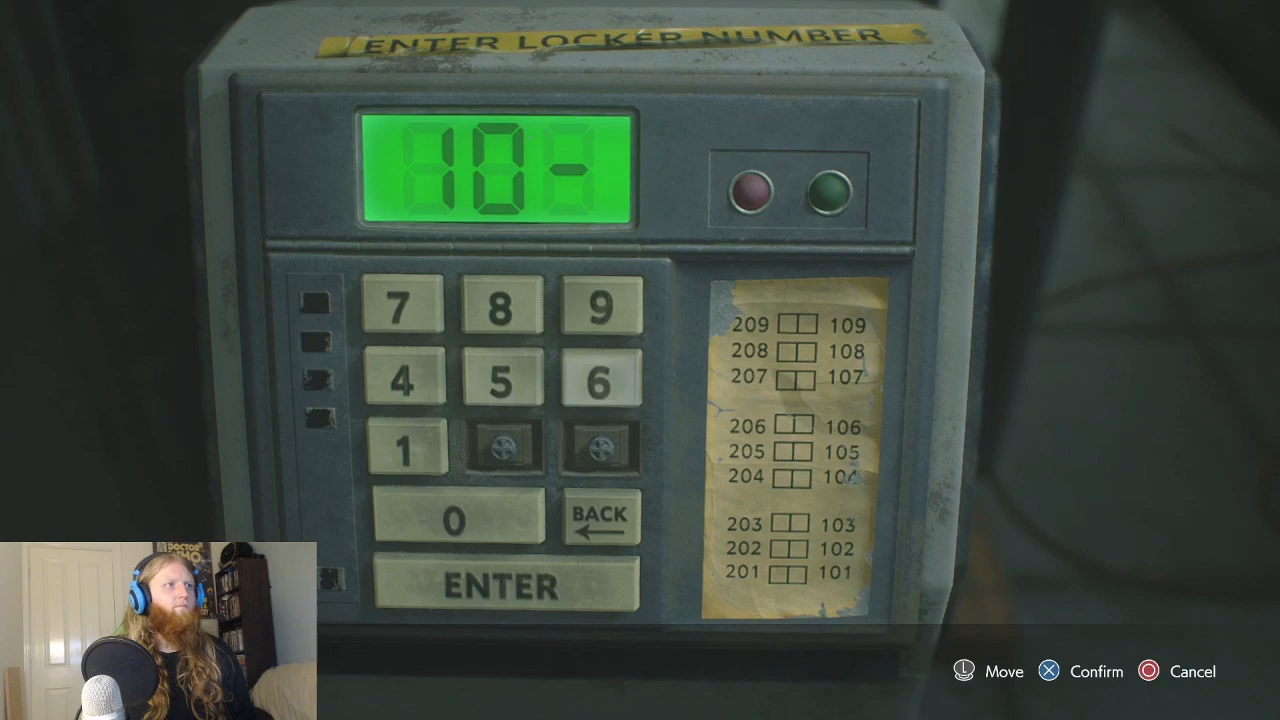 ENTER LOCKER NUMBER
10-
7 8 9
4 5 6
1
0 BACK
ENTER
209 109
208 108
207 107
206 106
205 105
204 104
203 103
202 102
201 101
DOCTOR
Move Confirm Cancel